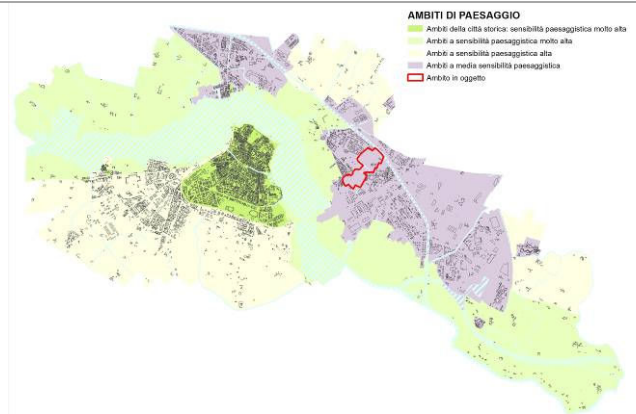 AMBITI DI PAESAGGIO
Ambiti della città storica: sensibilità paesaggistica molto alta
Ambiti a sensibilità paesaggistica molto alta
Ambiti a sensibilità paesaggistica alta
Ambiti a media sensibilità paesaggistica
Ambito in oggetto